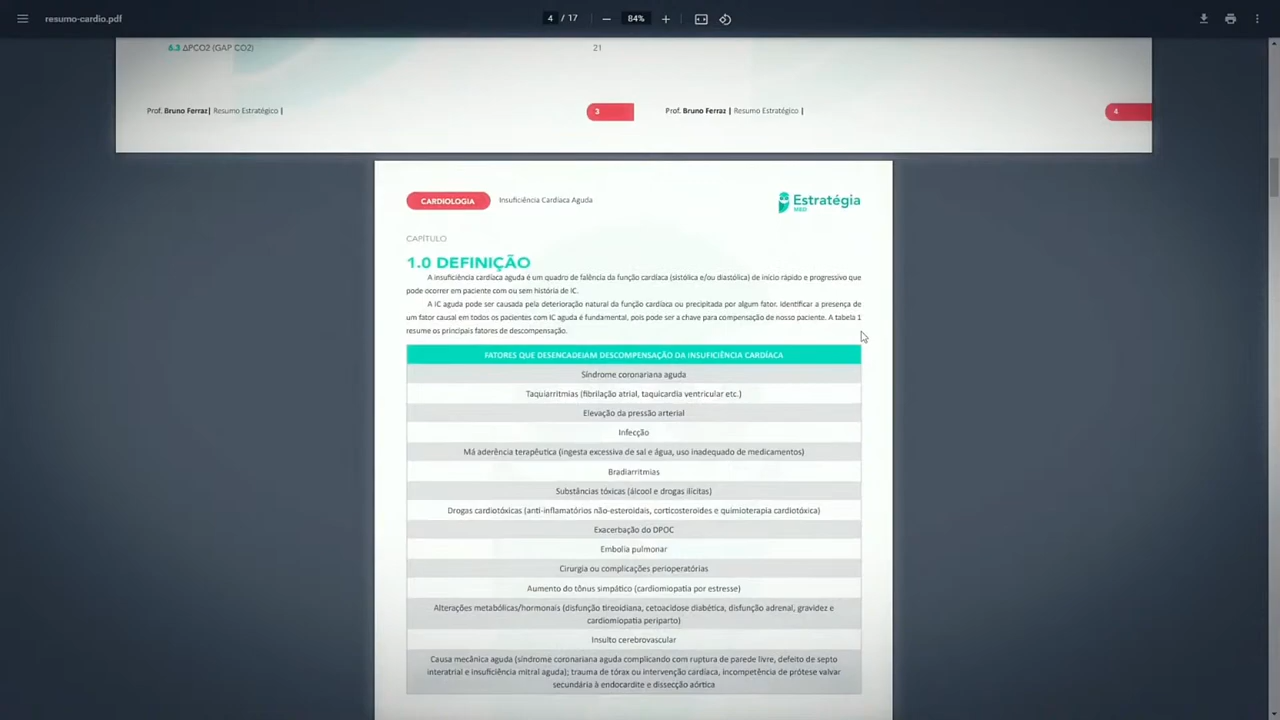 resumo-cardio.pdf
4 / 17
84%
6.3 ΔPCO2 (GAP CO2) 21
Prof. Bruno Ferraz| Resumo Estratégico | 3
Prof. Bruno Ferraz | Resumo Estratégico | 4
CARDIOLOGIA Insuficiência Cardíaca Aguda
Estratégia
MED
CAPÍTULO
1.0 DEFINIÇÃO
A insuficiência cardíaca aguda é um quadro de falência da função cardíaca (sistólica e/ou diastólica) de início rápido e progressivo que
pode ocorrer em paciente com ou sem história de IC.
A IC aguda pode ser causada pela deterioração natural da função cardíaca ou precipitada por algum fator. Identificar a presença de
um fator causal em todos os pacientes com IC aguda é fundamental, pois pode ser a chave para compensação de nosso paciente. A tabela 1
resume os principais fatores de descompensação.
FATORES QUE DESENCADEIAM DESCOMPENSAÇÃO DA INSUFICIÊNCIA CARDÍACA
Síndrome coronariana aguda
Taquiarritmias (fibrilação atrial, taquicardia ventricular etc.)
Elevação da pressão arterial
Infecção
Má aderência terapêutica (ingesta excessiva de sal e água, uso inadequado de medicamentos)
Bradiarritmias
Substâncias tóxicas (álcool e drogas ilícitas)
Drogas cardiotóxicas (anti-inflamatórios não-esteroidais, corticosteroides e quimioterapia cardiotóxica)
Exacerbação do DPOC
Embolia pulmonar
Cirurgia ou complicações perioperatórias
Aumento do tônus simpático (cardiomiopatia por estresse)
Alterações metabólicas/hormonais (disfunção tireoidiana, cetoacidose diabética, disfunção adrenal, gravidez e
cardiomiopatia periparto)
Insulto cerebrovascular
Causa mecânica aguda (síndrome coronariana aguda complicando com ruptura de parede livre, defeito de septo
interatrial e insuficiência mitral aguda); trauma de tórax ou intervenção cardíaca, incompetência de prótese valvar
secundária à endocardite e dissecção aórtica